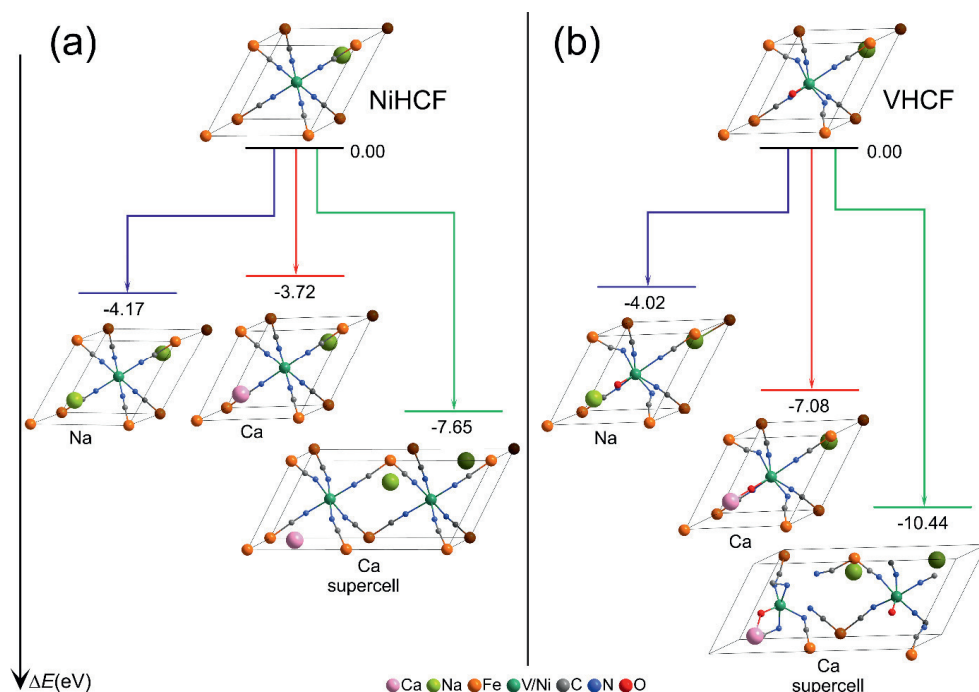 (a)
NiHCF
0.00
-4.17
-3.72
Na
Ca
-7.65
Ca
supercell
(b)
VHCF
0.00
-4.02
-7.08
Na
Ca
-10.44
Ca
supercell
ΔE(eV)
Ca Na Fe V/Ni C N O